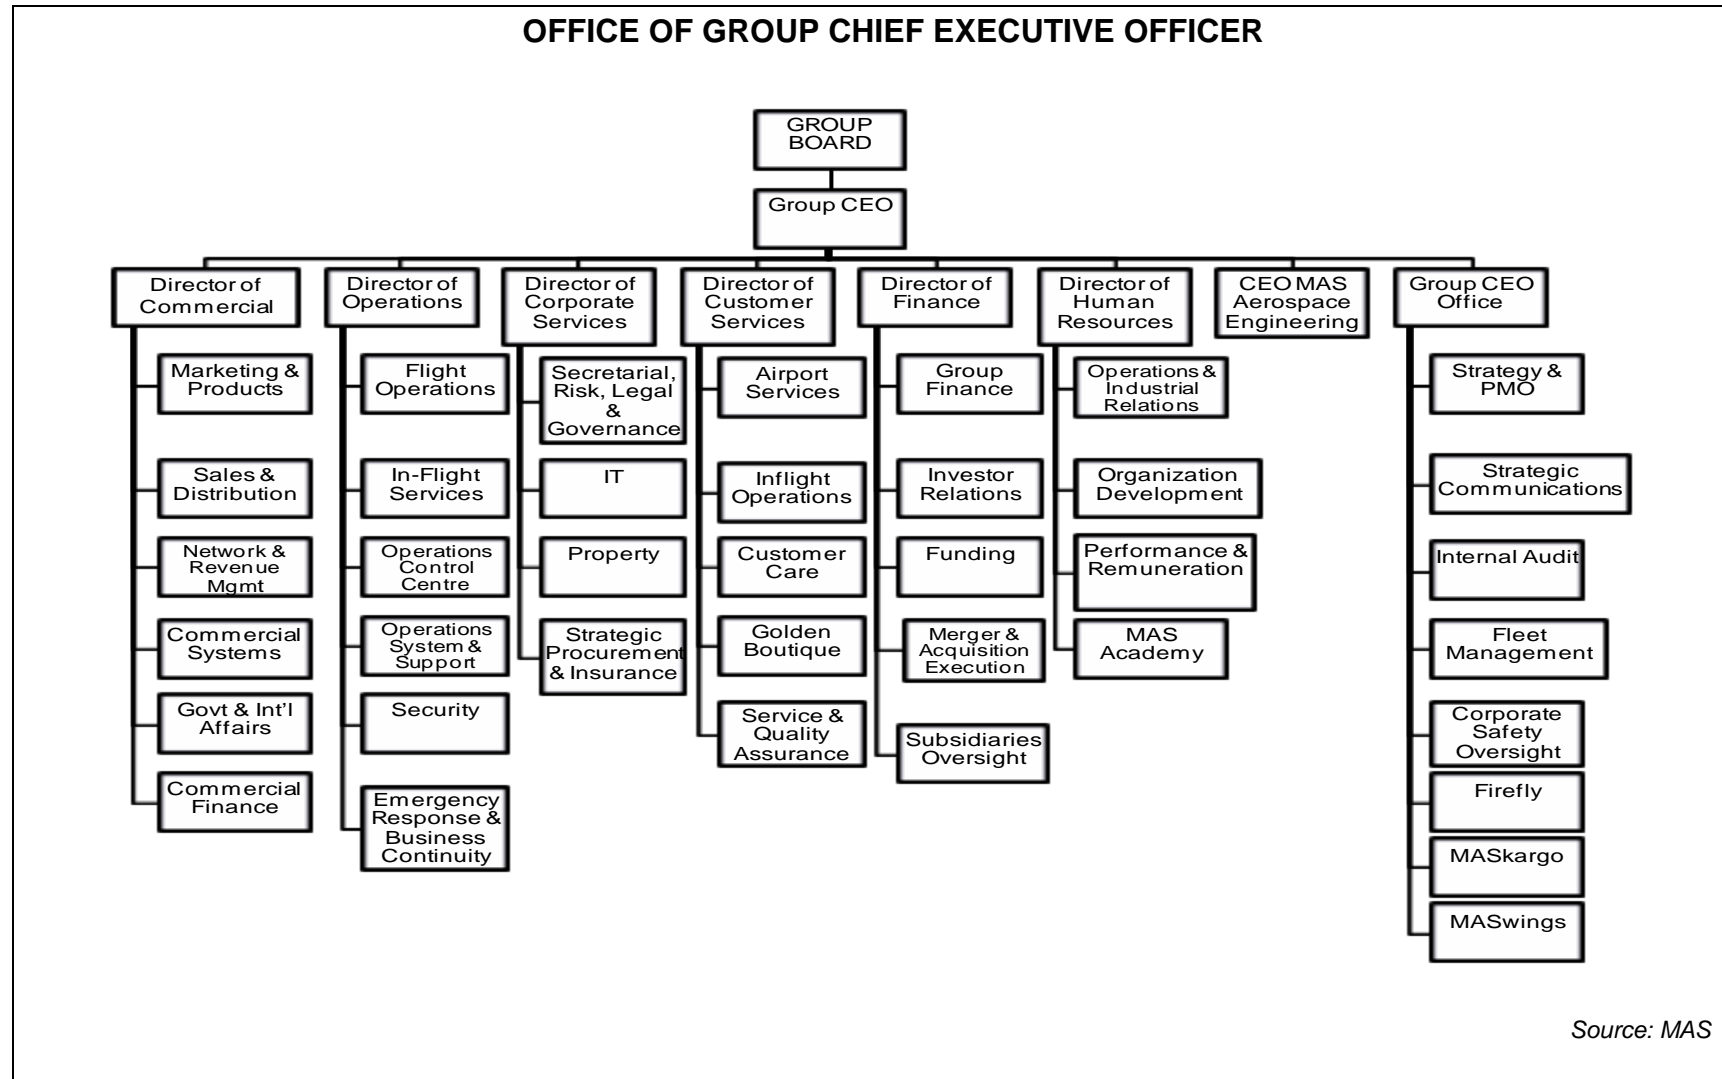 OFFICE OF GROUP CHIEF EXECUTIVE OFFICER
GROUP
BOARD
Group CEO
Director of
Commercial
Marketing &
Products
Sales &
Distribution
Network &
Revenue
Mgmt
Commercial
Systems
Govt & Int'l
Affairs
Commercial
Finance
Director of
Operations
Flight
Operations
In-Flight
Services
Operations
Control
Centre
Operations
System &
Support
Security
Emergency
Response &
Business
Continuity
Director of
Corporate
Services
Secretarial,
Risk, Legal
&
Governance
IT
Property
Strategic
Procurement
& Insurance
Director of
Customer
Services
Airport
Services
Inflight
Operations
Customer
Care
Golden
Boutique
Service &
Quality
Assurance
Director of
Finance
Group
Finance
Investor
Relations
Funding
Merger &
Acquisition
Execution
Subsidiaries
Oversight
Director of
Human
Resources
Operations &
Industrial
Relations
Organization
Development
Performance &
Remuneration
MAS
Academy
CEO MAS
Aerospace
Engineering
Group CEO
Office
Strategy &
PMO
Strategic
Communications
Internal Audit
Fleet
Management
Corporate
Safety
Oversight
Firefly
MASkargo
MASwings
Source: MAS